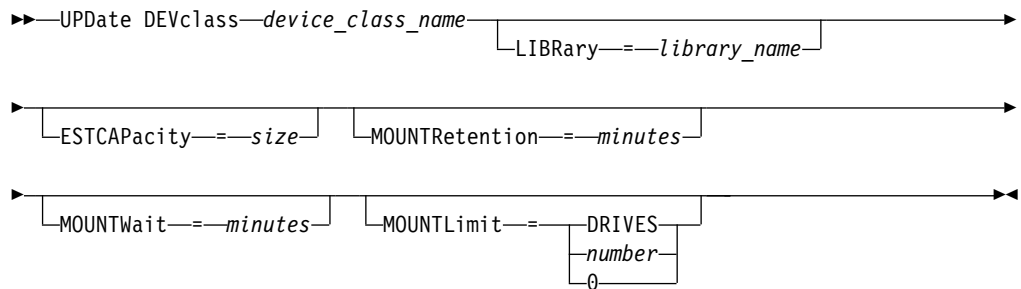 UPDate DEVclass device_class_name
LIBRary = library_name
ESTCAPacity = size MOUNTRetention = minutes
MOUNTWait = minutes MOUNTLimit = DRIVES
number
0